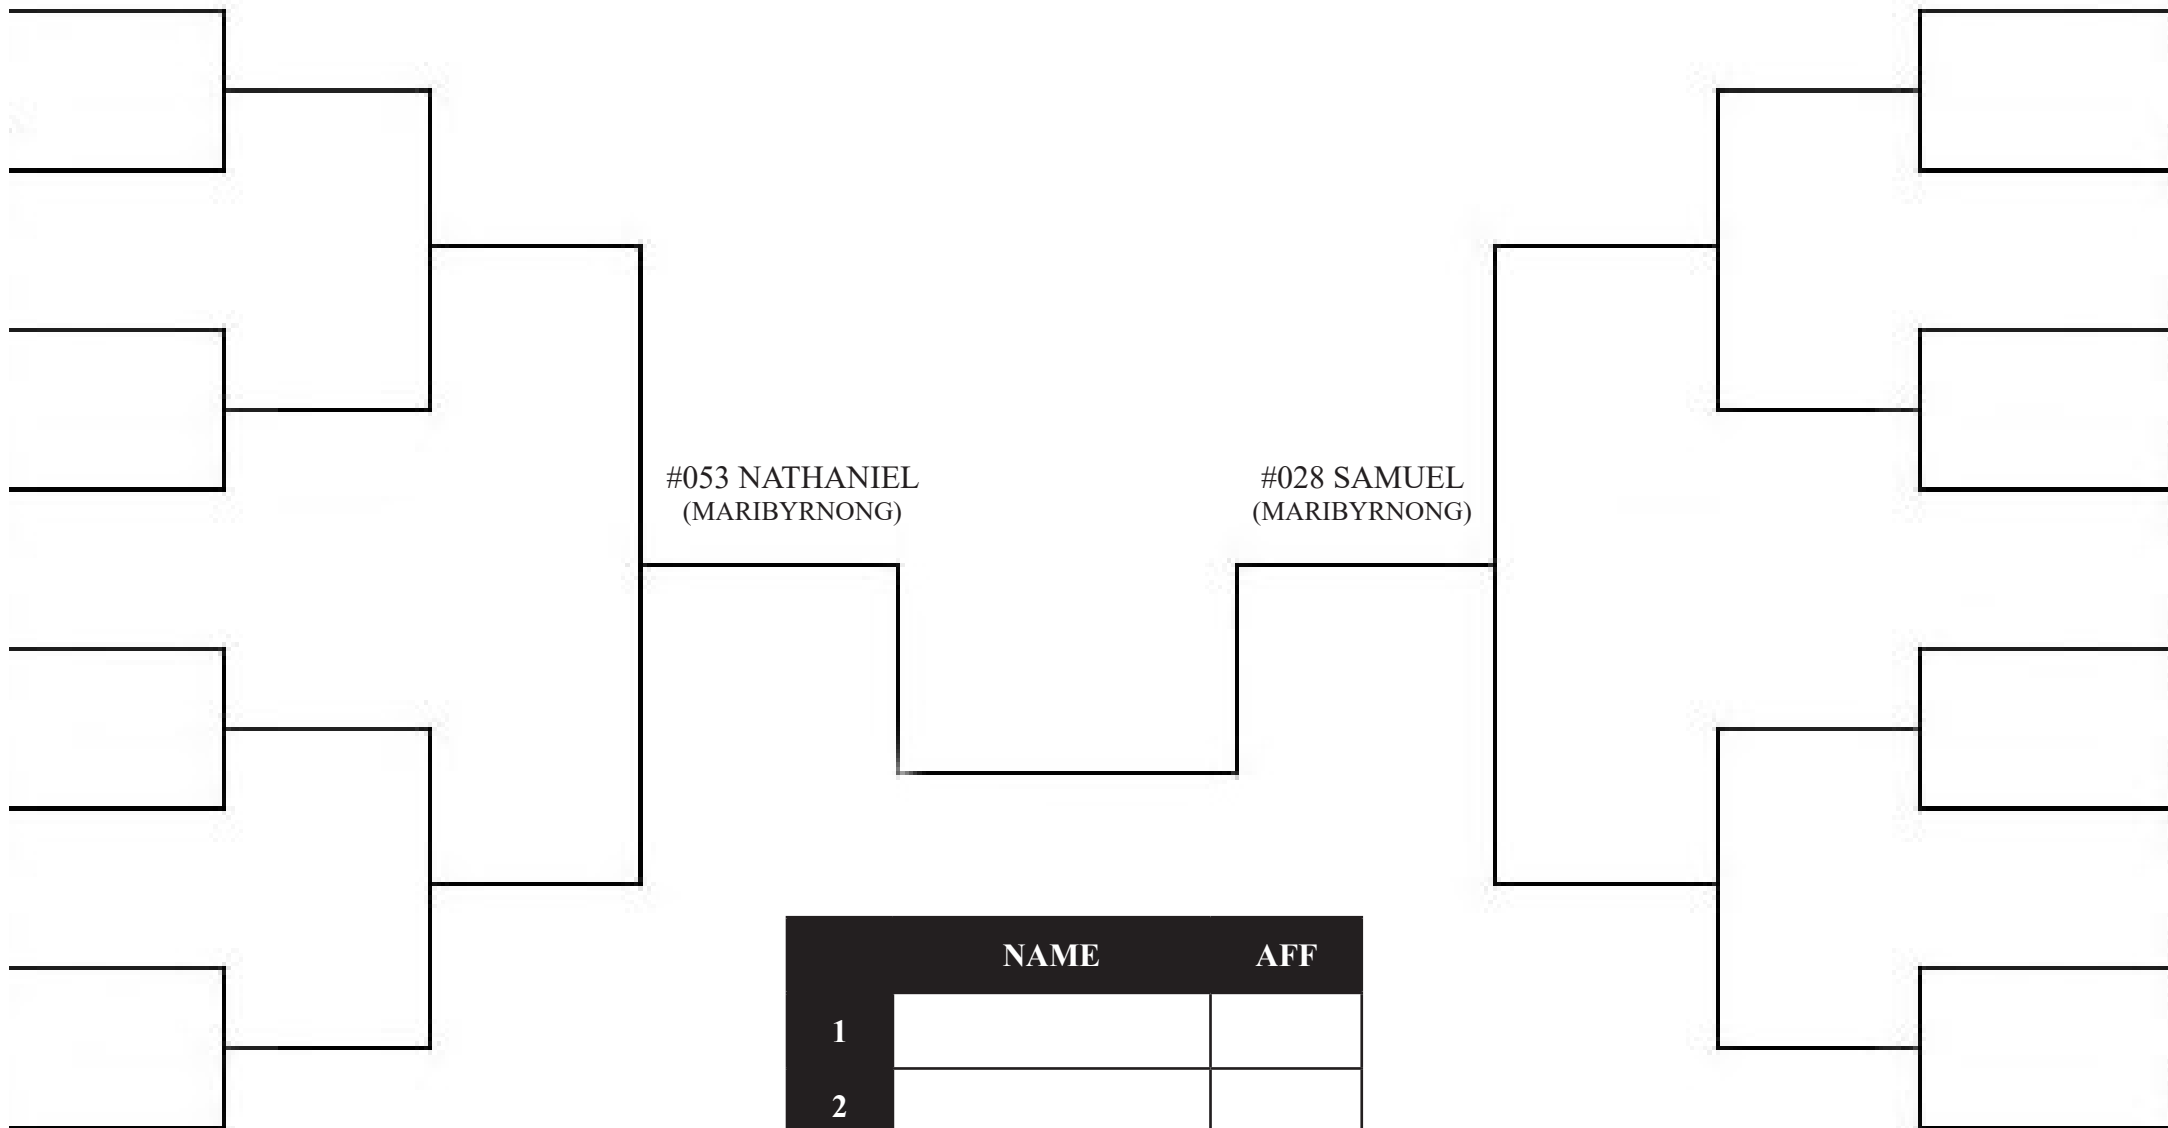 #053 NATHANIEL
(MARIBYRNONG)
#028 SAMUEL
(MARIBYRNONG)
NAME AFF
1
2